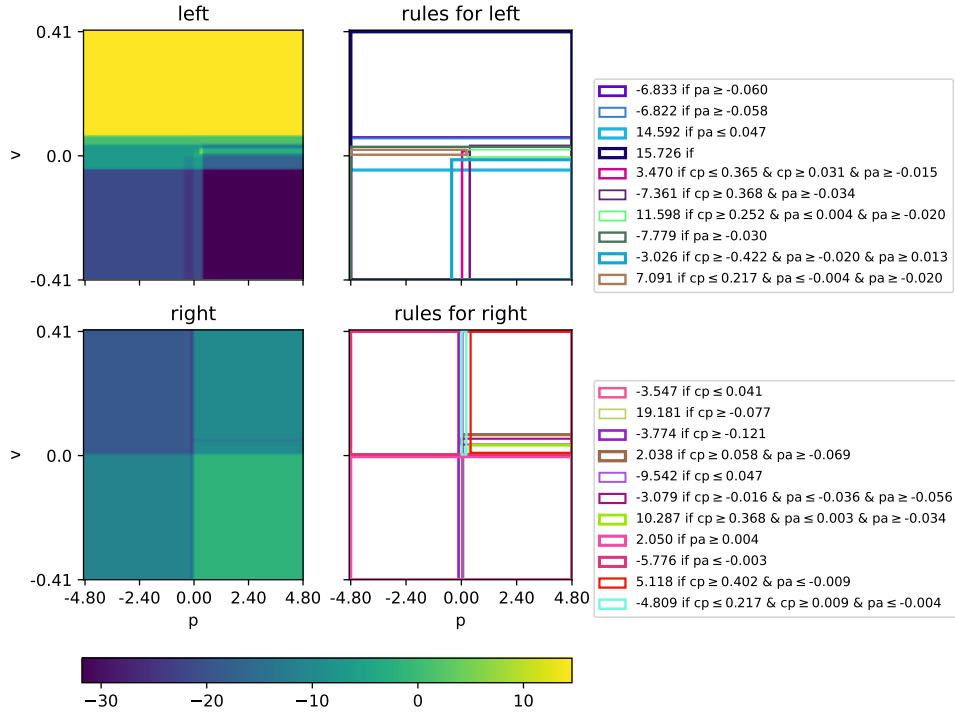 left
rules for left
0.41
v
0.0
-0.41
-6.833 if pa ≥ -0.060
-6.822 if pa ≥ -0.058
14.592 if pa ≤ 0.047
15.726 if
3.470 if cp ≤ 0.365 & cp ≥ 0.031 & pa ≥ -0.015
-7.361 if cp ≥ 0.368 & pa ≥ -0.034
11.598 if cp ≥ 0.252 & pa ≤ 0.004 & pa ≥ -0.020
-7.779 if pa ≥ -0.030
-3.026 if cp ≥ -0.422 & pa ≥ -0.020 & pa ≥ 0.013
7.091 if cp ≤ 0.217 & pa ≤ -0.004 & pa ≥ -0.020
right
rules for right
0.41
v
0.0
-0.41
-4.80
-2.40
0.00
2.40
4.80
p
-4.80
-2.40
0.00
2.40
4.80
p
-3.547 if cp ≤ 0.041
19.181 if cp ≥ -0.077
-3.774 if cp ≥ -0.121
2.038 if cp ≥ 0.058 & pa ≥ -0.069
-9.542 if cp ≤ 0.047
-3.079 if cp ≥ -0.016 & pa ≤ -0.036 & pa ≥ -0.056
10.287 if cp ≥ 0.368 & pa ≤ 0.003 & pa ≥ -0.034
2.050 if pa ≥ 0.004
-5.776 if pa ≤ -0.003
5.118 if cp ≥ 0.402 & pa ≤ -0.009
-4.809 if cp ≤ 0.217 & cp ≥ 0.009 & pa ≤ -0.004
−30
−20
−10
0
10